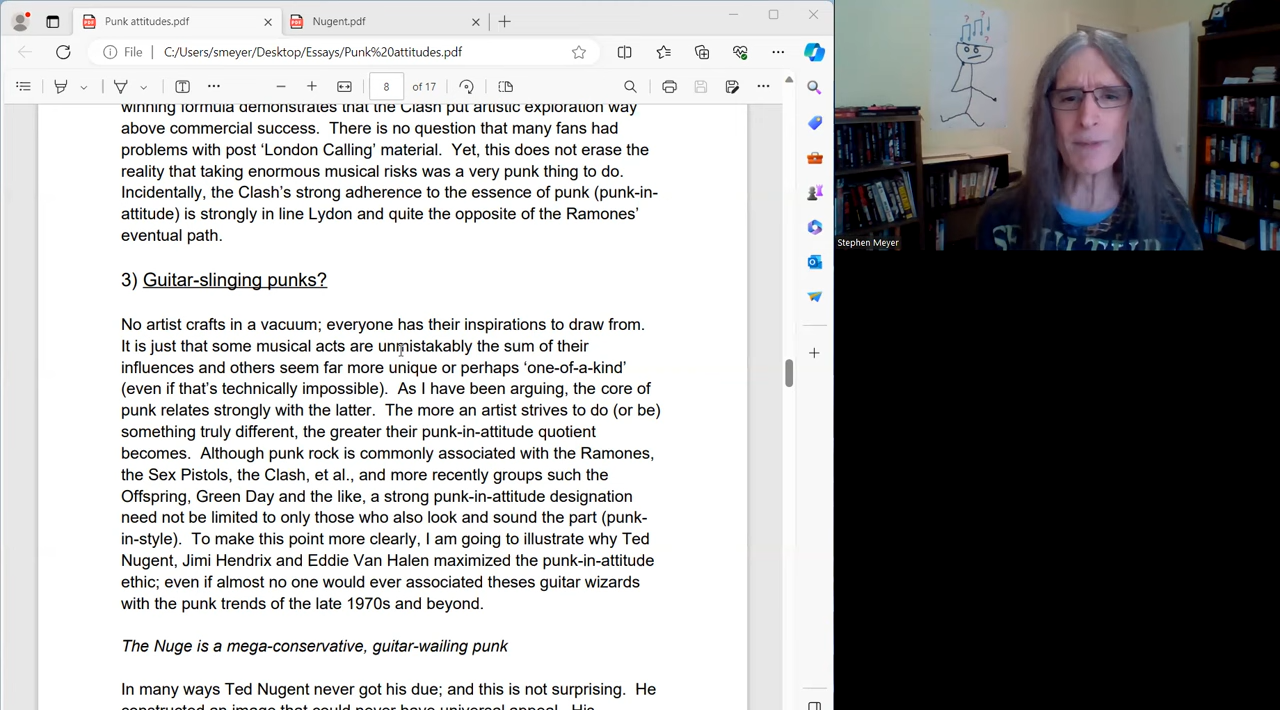 Punk attitudes.pdf
Nugent.pdf
File
C:/Users/smeyer/Desktop/Essays/Punk%20attitudes.pdf
8
of 17
winning formula demonstrates that the Clash put artistic exploration way
above commercial success.  There is no question that many fans had
problems with post ‘London Calling’ material.  Yet, this does not erase the
reality that taking enormous musical risks was a very punk thing to do.
Incidentally, the Clash’s strong adherence to the essence of punk (punk-in-
attitude) is strongly in line Lydon and quite the opposite of the Ramones’
eventual path.
3) Guitar-slinging punks?
No artist crafts in a vacuum; everyone has their inspirations to draw from.
It is just that some musical acts are unmistakably the sum of their
influences and others seem far more unique or perhaps ‘one-of-a-kind’
(even if that’s technically impossible).  As I have been arguing, the core of
punk relates strongly with the latter.  The more an artist strives to do (or be)
something truly different, the greater their punk-in-attitude quotient
becomes.  Although punk rock is commonly associated with the Ramones,
the Sex Pistols, the Clash, et al., and more recently groups such the
Offspring, Green Day and the like, a strong punk-in-attitude designation
need not be limited to only those who also look and sound the part (punk-
in-style).  To make this point more clearly, I am going to illustrate why Ted
Nugent, Jimi Hendrix and Eddie Van Halen maximized the punk-in-attitude
ethic; even if almost no one would ever associated theses guitar wizards
with the punk trends of the late 1970s and beyond.
The Nuge is a mega-conservative, guitar-wailing punk
In many ways Ted Nugent never got his due; and this is not surprising.  He
constructed an image that could never have universal appeal.  His
Stephen Meyer